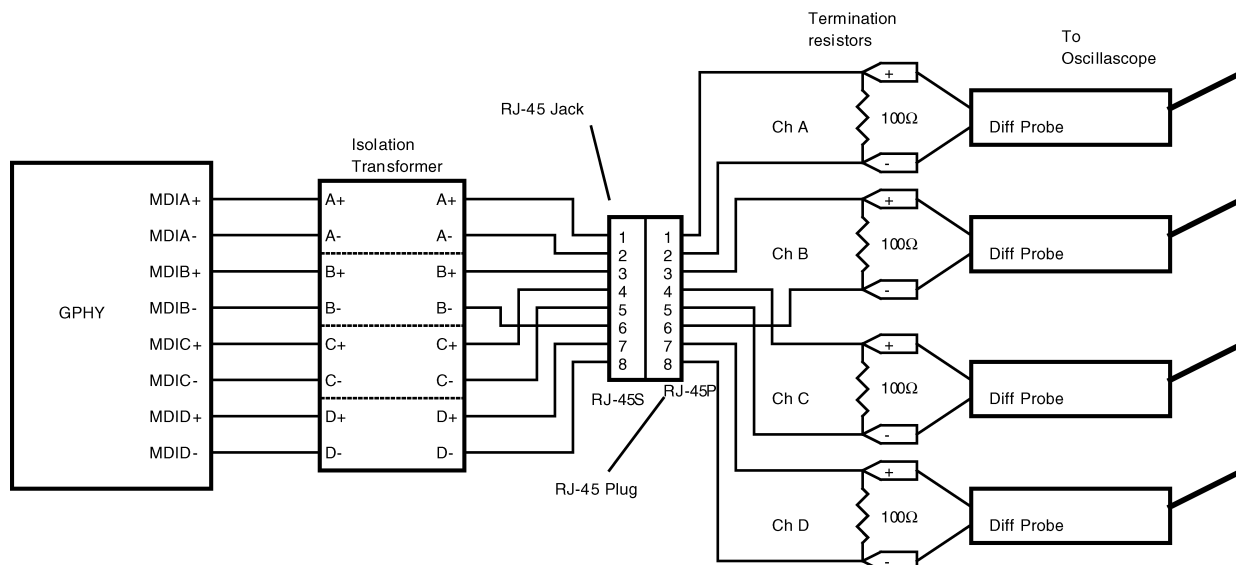 Termination
resistors
To
Oscillascope
RJ-45 Jack
Isolation
Transformer
GPHY
MDIA+
MDIA-
MDIB+
MDIB-
MDIC+
MDIC-
MDID+
MDID-
A+
A-
B+
B-
C+
C-
D+
D-
A+
A-
B+
B-
C+
C-
D+
D-
1
2
3
4
5
6
7
8
1
2
3
4
5
6
7
8
RJ-45S
RJ-45P
RJ-45 Plug
Ch A
+
100Ω
-
Diff Probe
Ch B
+
100Ω
-
Diff Probe
Ch C
+
100Ω
-
Diff Probe
Ch D
+
100Ω
-
Diff Probe